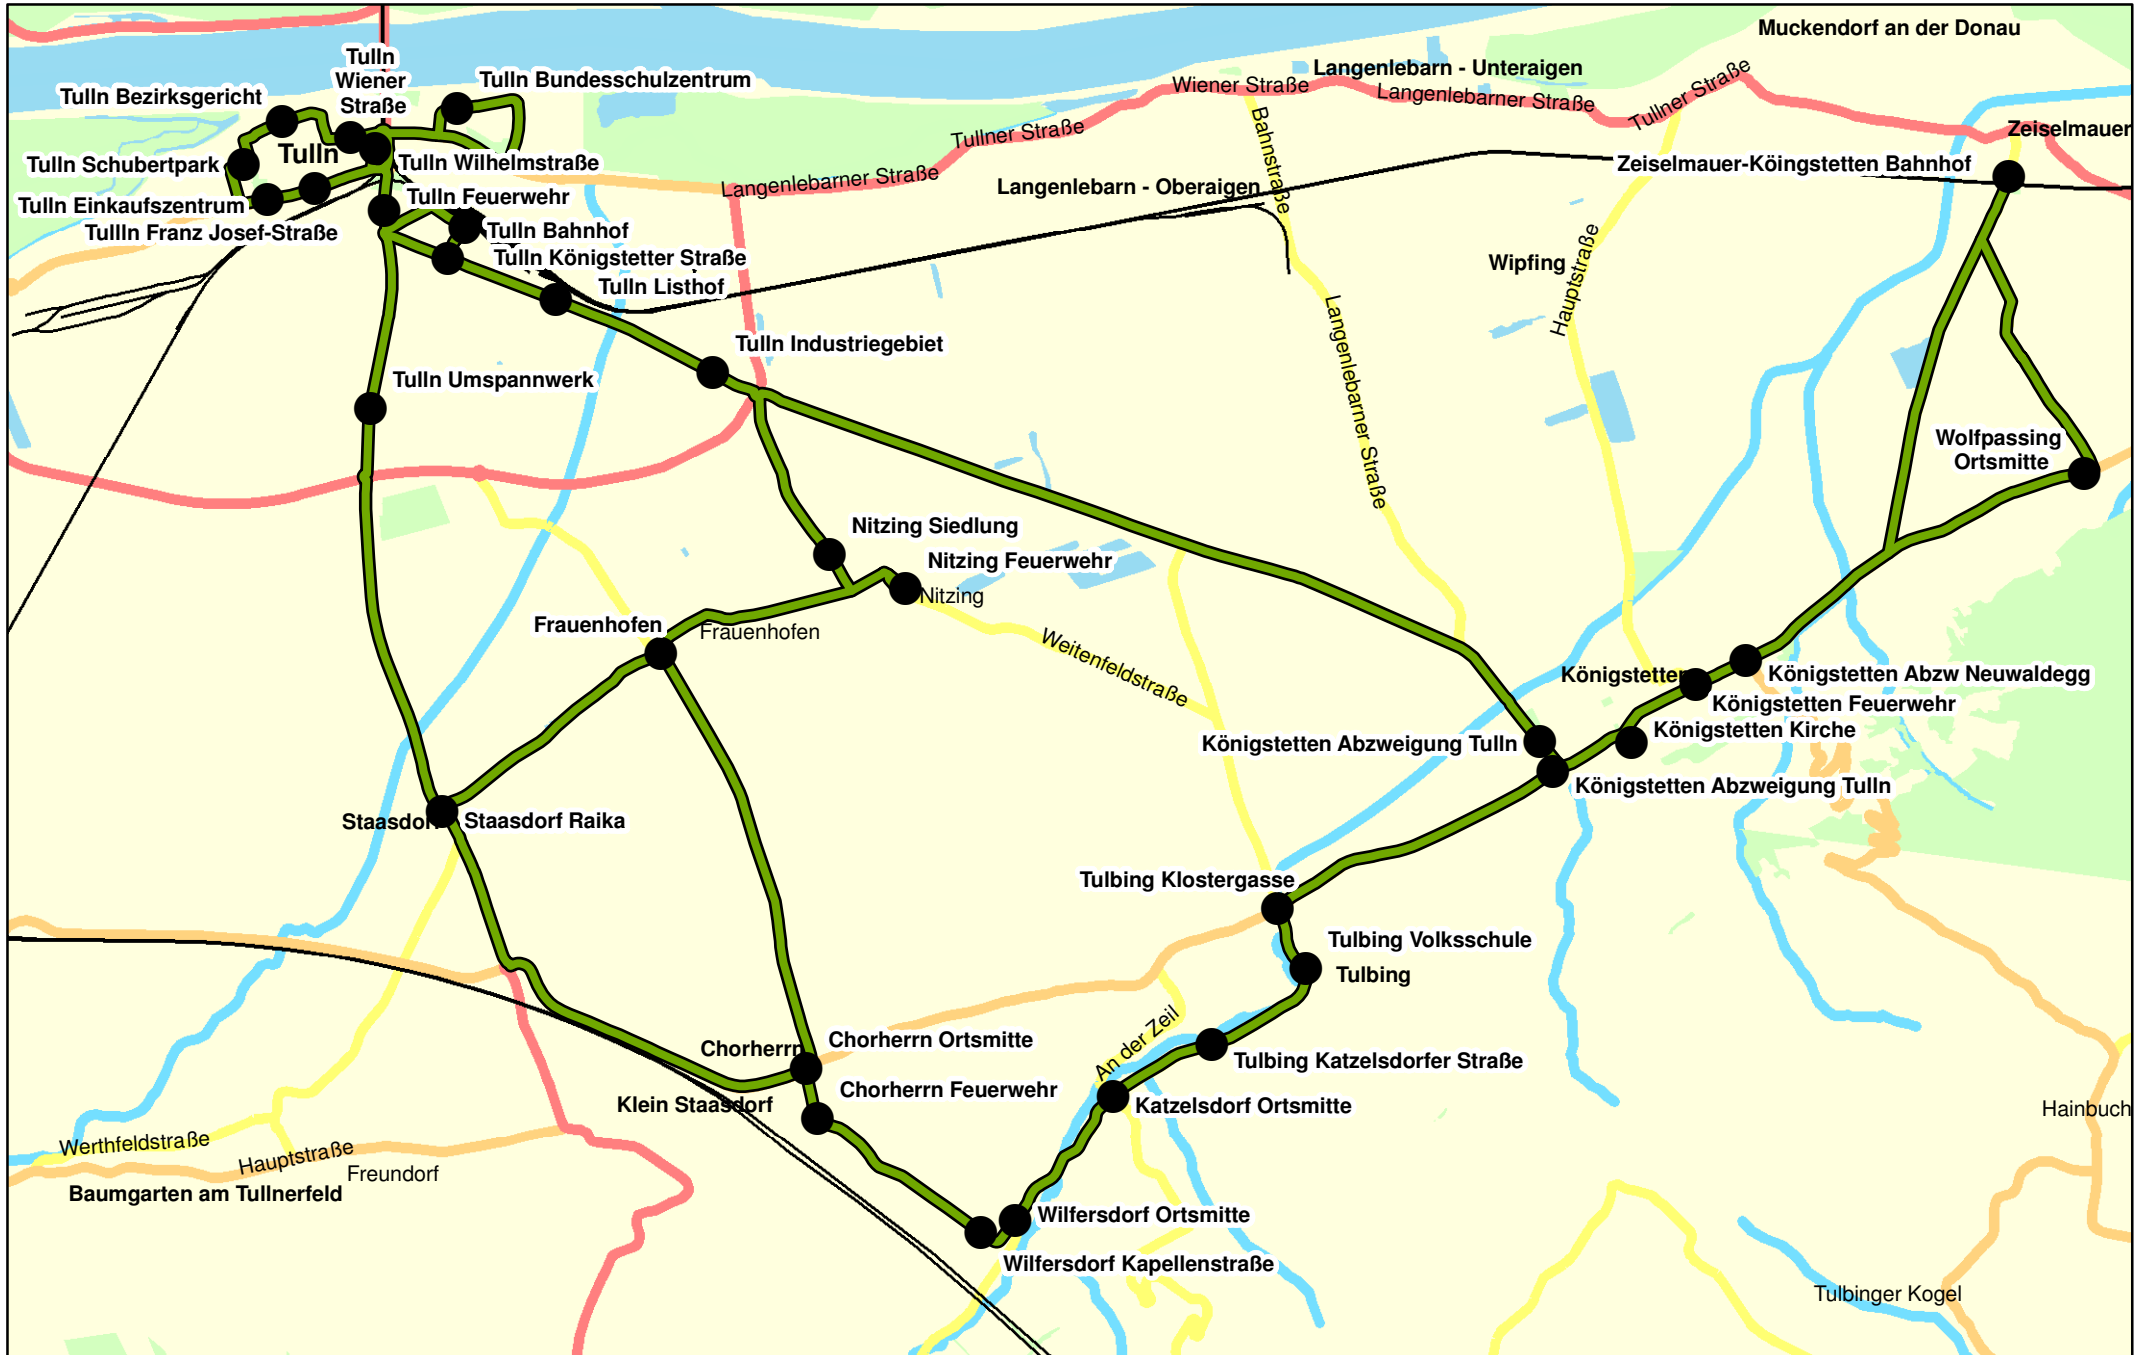 Muckendorf an der Donau
Tulln
Wiener
Straße
Tulln Bundesschulzentrum
Langenlebarn - Unteraigen
Wiener Straße
Langenlebarner Straße
Tullner Straße
Tulln Bezirksgericht
Bahnstraße
Tullner Straße
Zeiselmauer
Tulln
Tulln Schubertpark
Tulln Wilhelmstraße
Zeiselmauer-Köingstetten Bahnhof
Langenlebarner Straße
Langenlebarn - Oberaigen
Tulln Feuerwehr
Tulln Einkaufszentrum
Tullln Franz Josef-Straße
Tulln Bahnhof
Tulln Königstetter Straße
Wipfing
Hauptstraße
Tulln Listhof
Tulln Industriegebiet
Langenlebarner Straße
Tulln Umspannwerk
Wolfpassing
Ortsmitte
Nitzing Siedlung
Nitzing Feuerwehr
Nitzing
Frauenhofen
Frauenhofen
Weitenfeldstraße
Königstetten
Königstetten Abzw Neuwaldegg
Königstetten Feuerwehr
Königstetten Kirche
Königstetten Abzweigung Tulln
Königstetten Abzweigung Tulln
Staasdorf
Staasdorf Raika
Tulbing Klostergasse
Tulbing Volksschule
Tulbing
An der Zeil
Chorherrn
Chorherrn Ortsmitte
Tulbing Katzelsdorfer Straße
Chorherrn Feuerwehr
Klein Staasdorf
Katzelsdorf Ortsmitte
Hainbuch
Werthfeldstraße
Hauptstraße
Freundorf
Baumgarten am Tullnerfeld
Wilfersdorf Ortsmitte
Wilfersdorf Kapellenstraße
Tulbinger Kogel